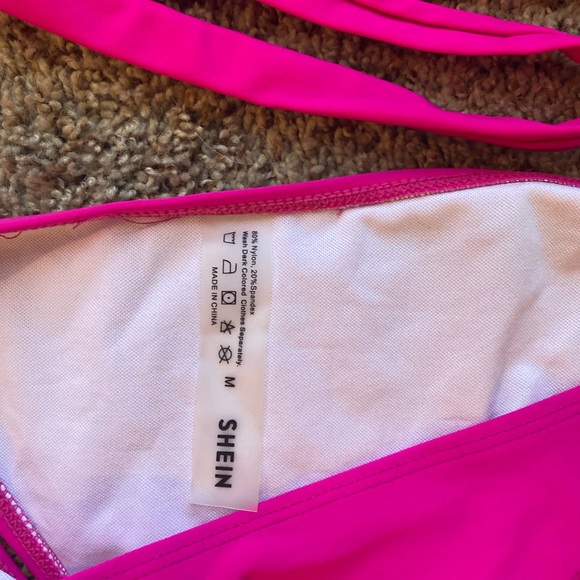 80% Nylon, 20%Spandex
Wash Dark Colored Clothes Separately.
MADE IN CHINA
M
SHEIN